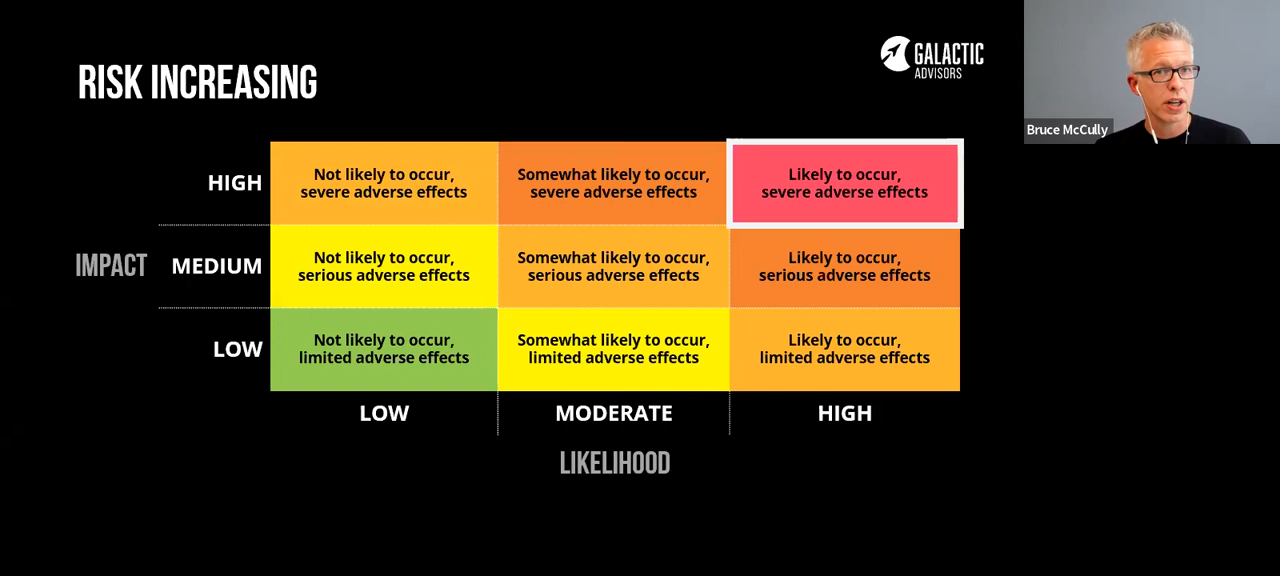 RISK INCREASING
GALACTIC
ADVISORS
Bruce McCully
HIGH
Not likely to occur,
severe adverse effects
Somewhat likely to occur,
severe adverse effects
Likely to occur,
severe adverse effects
IMPACT
MEDIUM
Not likely to occur,
serious adverse effects
Somewhat likely to occur,
serious adverse effects
Likely to occur,
serious adverse effects
LOW
Not likely to occur,
limited adverse effects
Somewhat likely to occur,
limited adverse effects
Likely to occur,
limited adverse effects
LOW
MODERATE
HIGH
LIKELIHOOD